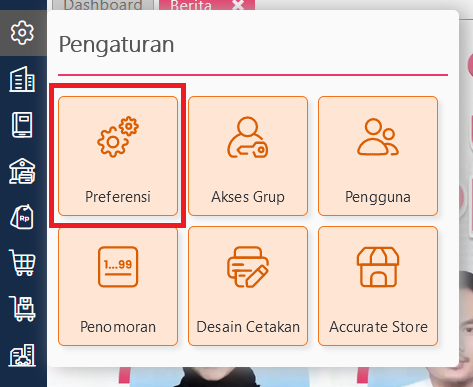 Dashboard
Berita
Pengaturan
Preferensi
Akses Grup
Pengguna
1...99
Penomoran
Desain Cetakan
Accurate Store
Rp